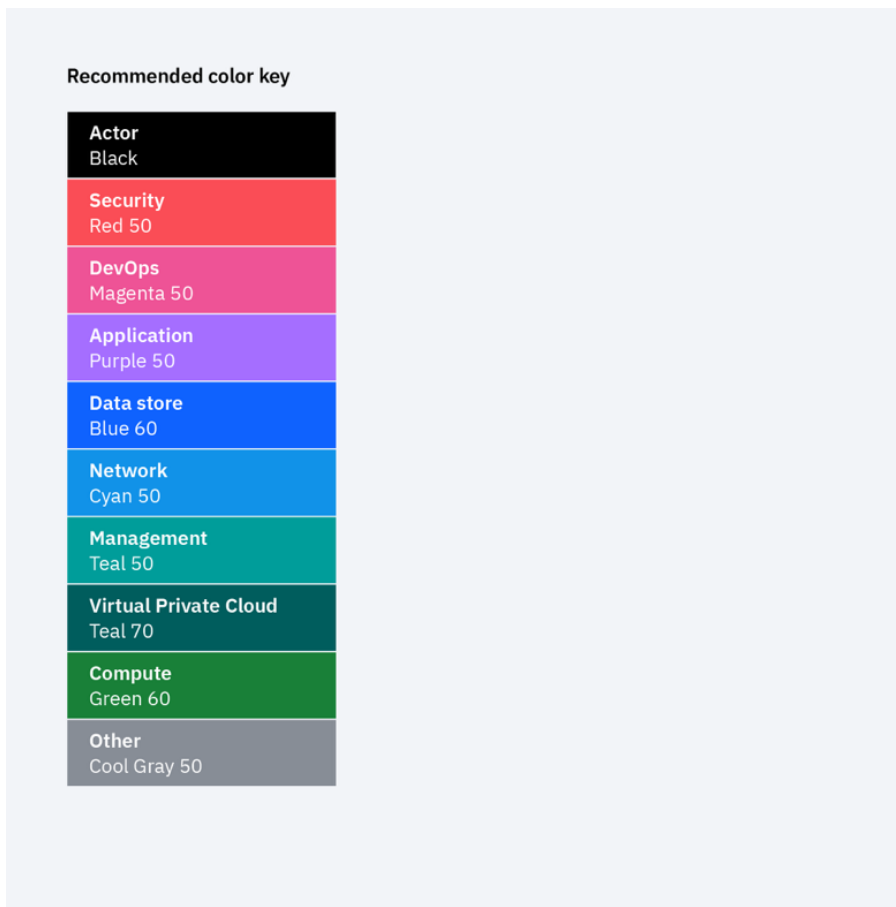 Recommended color key
Actor
Black
Security
Red 50
DevOps
Magenta 50
Application
Purple 50
Data store
Blue 60
Network
Cyan 50
Management
Teal 50
Virtual Private Cloud
Teal 70
Compute
Green 60
Other
Cool Gray 50